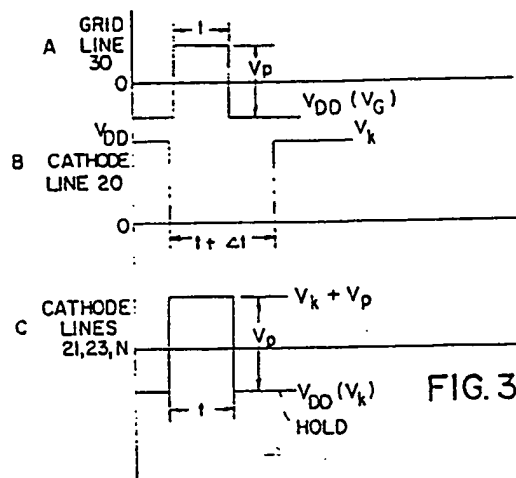 GRID
A LINE
30
t
Vp
0
VDD (VG)
VDD
Vk
B CATHODE
LINE 20
0
t + Δt
Vk + Vp
CATHODE
C LINES
21,23,N
Vp
VDD (Vk)
t
HOLD
FIG. 3